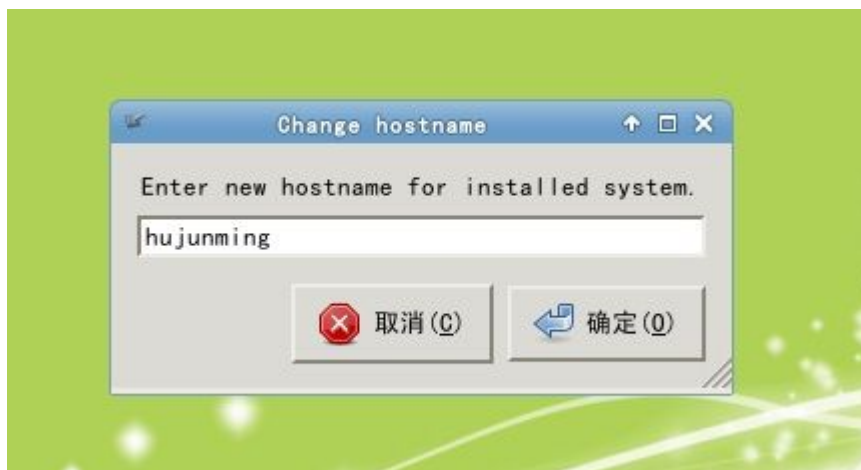 Change hostname
Enter new hostname for installed system.
hujunming
取消(C) 确定(O)